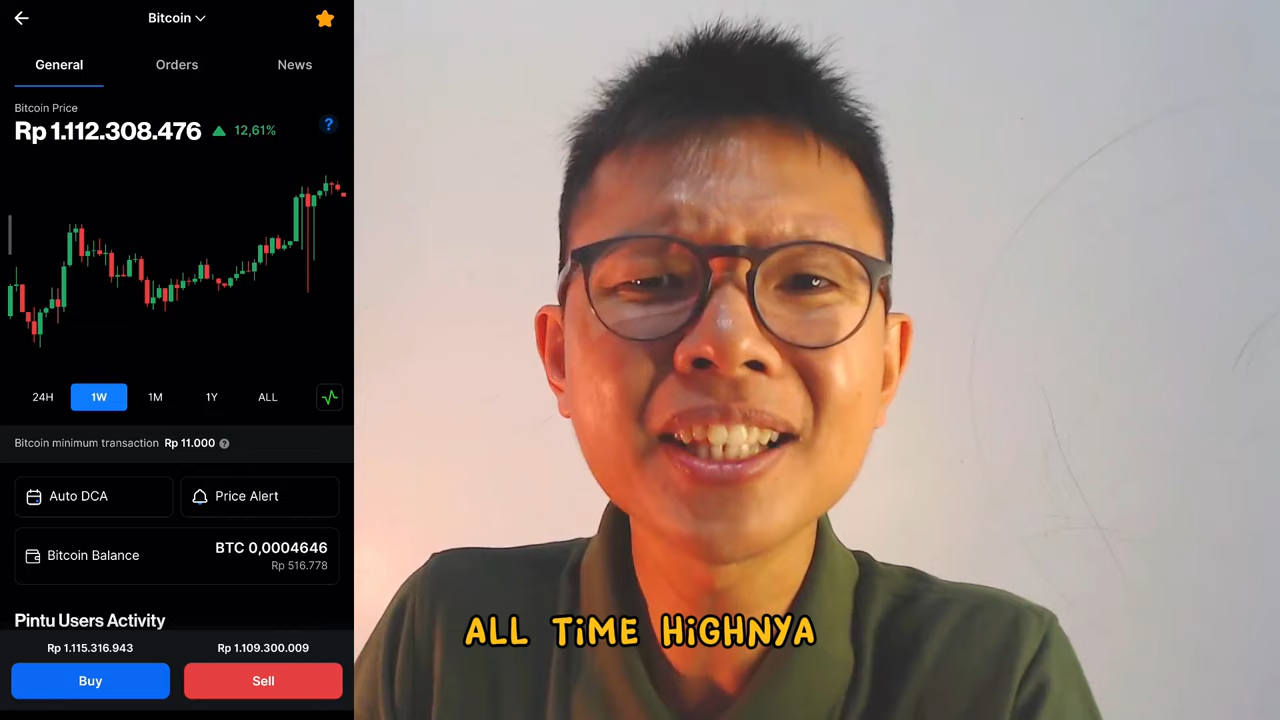 Bitcoin
General Orders News
Bitcoin Price
Rp 1.112.308.476 12,61% ?
24H 1W 1M 1Y ALL
Bitcoin minimum transaction Rp 11.000 ?
Auto DCA Price Alert
Bitcoin Balance BTC 0,0004646
Rp 516.778
Pintu Users Activity
Rp 1.115.316.943 Rp 1.109.300.009
Buy Sell
ALL TiME HiGHNYA